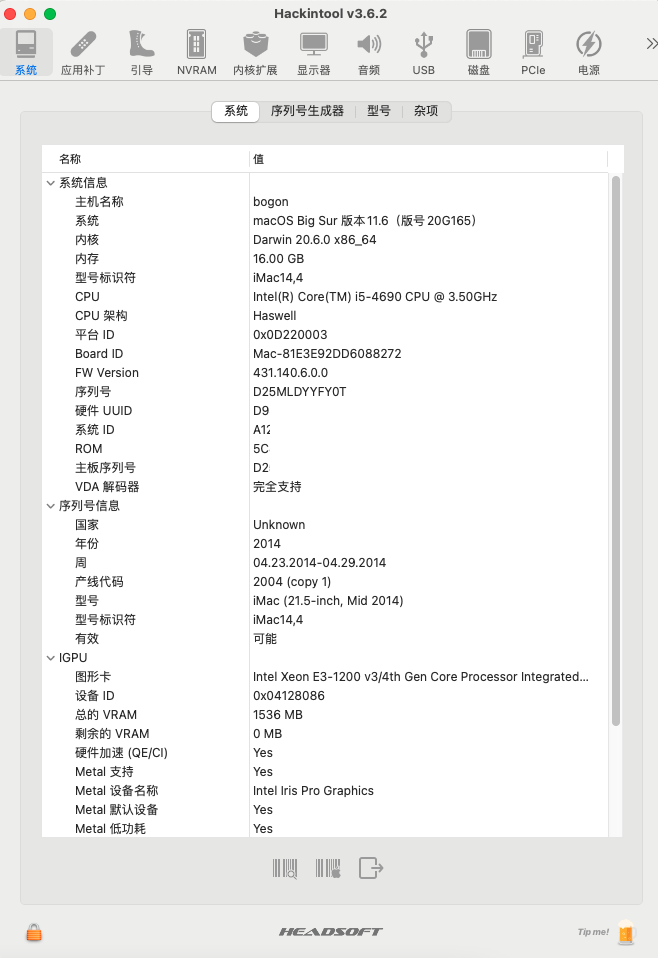 Hackintool v3.6.2
系统 应用补丁 引导 NVRAM 内核扩展 显示器 音频 USB 磁盘 PCIe 电源
系统 序列号生成器 型号 杂项
名称 值
系统信息
主机名称 bogon
系统 macOS Big Sur 版本11.6（版号20G165）
内核 Darwin 20.6.0 x86_64
内存 16.00 GB
型号标识符 iMac14,4
CPU Intel(R) Core(TM) i5-4690 CPU @ 3.50GHz
CPU 架构 Haswell
平台 ID 0x0D220003
Board ID Mac-81E3E92DD6088272
FW Version 431.140.6.0.0
序列号 D25MLDYYFY0T
硬件 UUID D9
系统 ID A12
ROM 5C
主板序列号 D2
VDA 解码器 完全支持
序列号信息
国家 Unknown
年份 2014
周 04.23.2014-04.29.2014
产线代码 2004 (copy 1)
型号 iMac (21.5-inch, Mid 2014)
型号标识符 iMac14,4
有效 可能
IGPU
图形卡 Intel Xeon E3-1200 v3/4th Gen Core Processor Integrated...
设备 ID 0x04128086
总的 VRAM 1536 MB
剩余的 VRAM 0 MB
硬件加速 (QE/CI) Yes
Metal 支持 Yes
Metal 设备名称 Intel Iris Pro Graphics
Metal 默认设备 Yes
Metal 低功耗 Yes
HEADSOFT
Tip me!